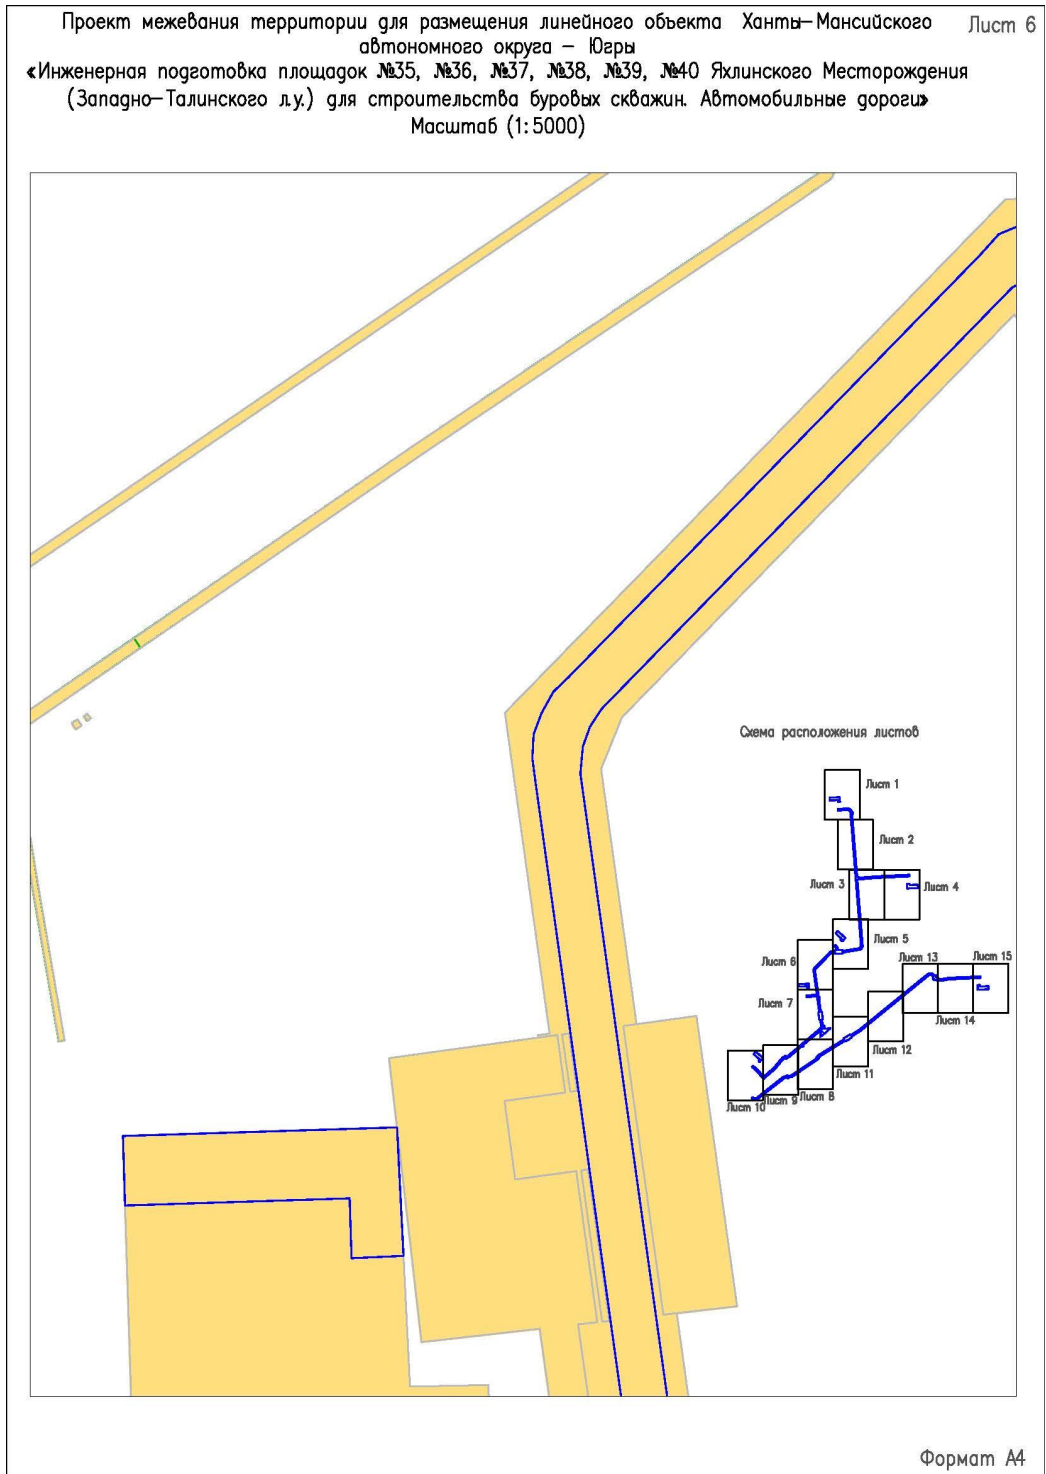 Проект межевания территории для размещения линейного объекта Ханты-Мансийского
Лист 6
автономного округа – Югры
«Инженерная подготовка площадок №35, №36, №37, №38, №39, №40 Яхлинского Месторождения
(Западно-Талинского л.у.) для строительства буровых скважин. Автомобильные дороги»
Масштаб (1:5000)
Схема расположения листов
Лист 1
Лист 2
Лист 3
Лист 4
Лист 5
Лист 6
Лист 13
Лист 15
Лист 7
Лист 14
Лист 12
Лист 11
Лист 8
Лист 9
Лист 10
Формат А4